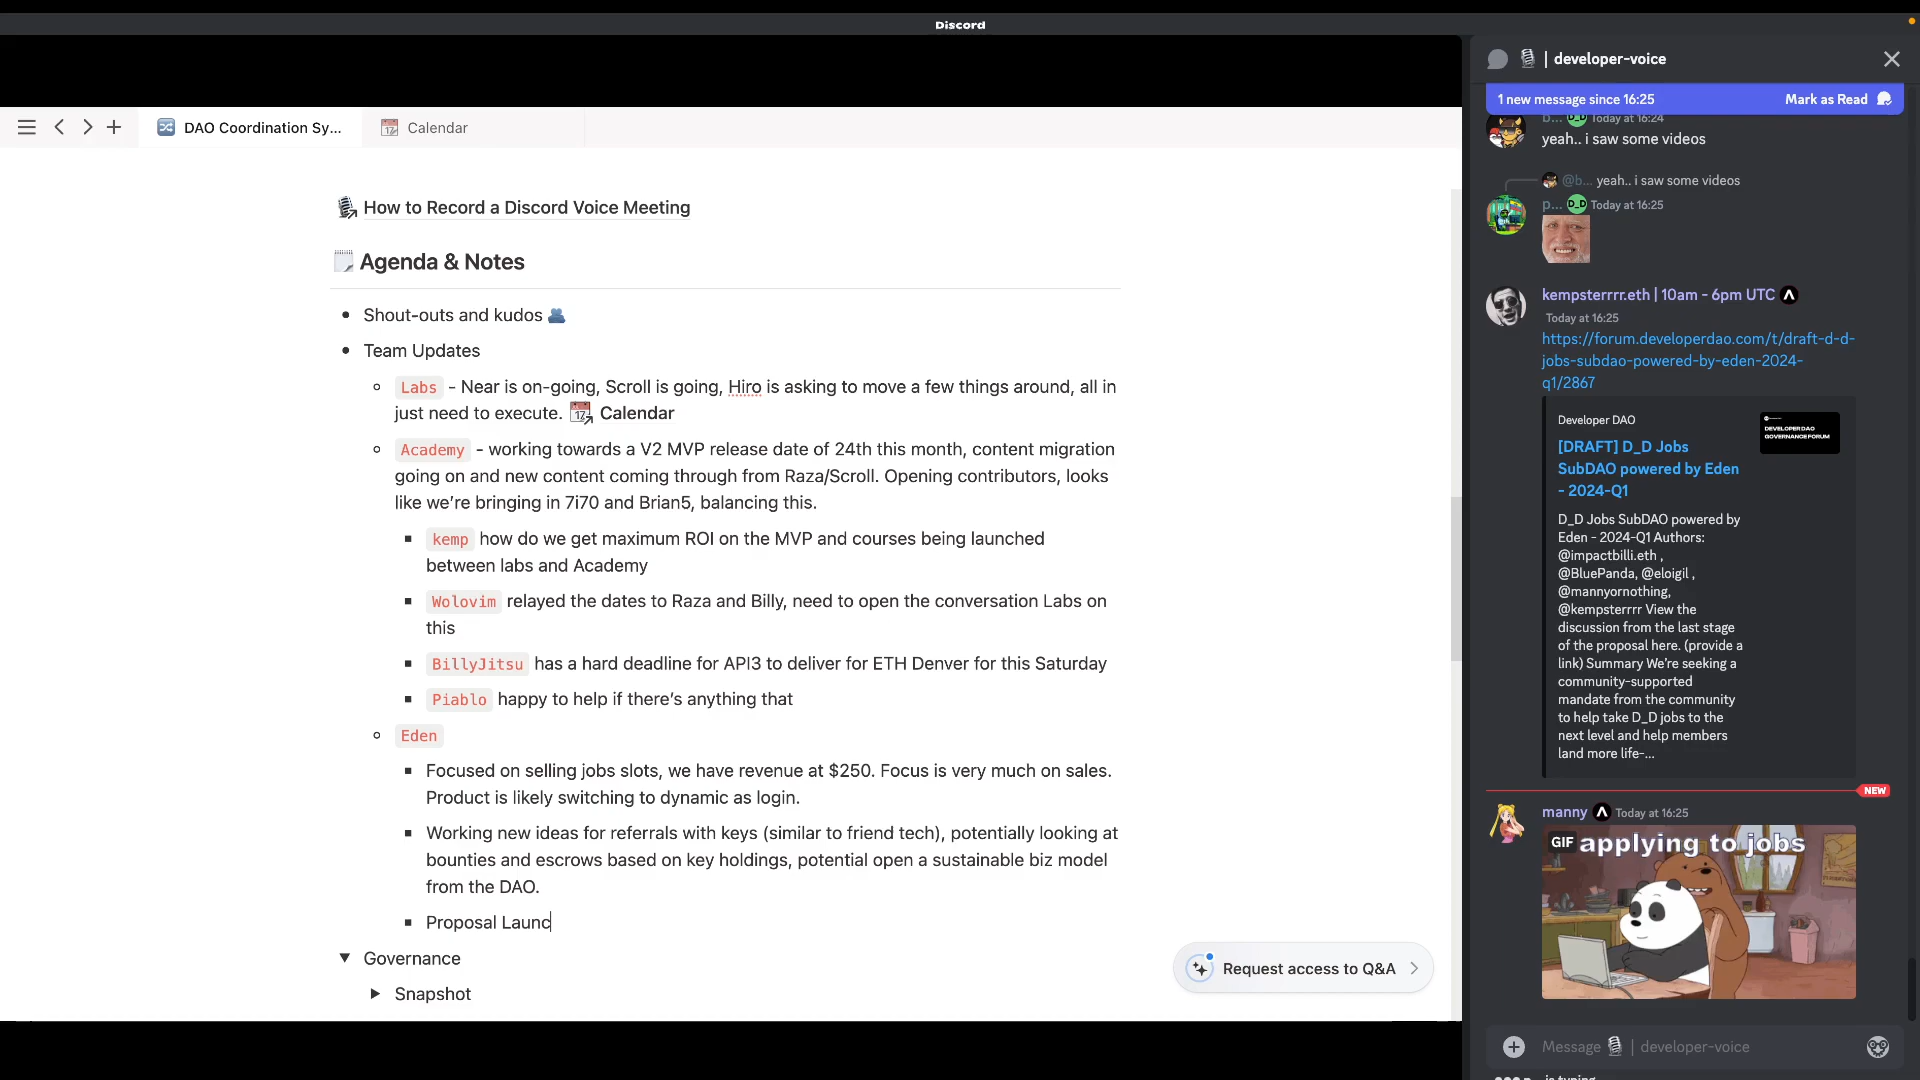 Discord
DAO Coordination Sy...
Calendar
How to Record a Discord Voice Meeting
Agenda & Notes
• Shout-outs and kudos
• Team Updates
Labs - Near is on-going, Scroll is going, Hiro is asking to move a few things around, all in
just need to execute. Calendar
Academy - working towards a V2 MVP release date of 24th this month, content migration
going on and new content coming through from Raza/Scroll. Opening contributors, looks
like we're bringing in 7i70 and Brian5, balancing this.
kemp how do we get maximum ROI on the MVP and courses being launched
between labs and Academy
Wolovim relayed the dates to Raza and Billy, need to open the conversation Labs on
this
BillyJitsu has a hard deadline for API3 to deliver for ETH Denver for this Saturday
Piablo happy to help if there's anything that
Eden
Focused on selling jobs slots, we have revenue at $250. Focus is very much on sales.
Product is likely switching to dynamic as login.
Working new ideas for referrals with keys (similar to friend tech), potentially looking at
bounties and escrows based on key holdings, potential open a sustainable biz model
from the DAO.
Proposal Launc
Governance
Snapshot
Request access to Q&A
| developer-voice
1 new message since 16:25 Mark as Read
b... D_D Today at 16:24
yeah.. i saw some videos
@b... yeah.. i saw some videos
p... D_D Today at 16:25
kempsterrrr.eth | 10am - 6pm UTC
Today at 16:25
https://forum.developerdao.com/t/draft-d-d-
jobs-subdao-powered-by-eden-2024-
q1/2867
Developer DAO
DEVELOPER DAO
GOVERNANCE FORUM
[DRAFT] D_D Jobs
SubDAO powered by Eden
- 2024-Q1
D_D Jobs SubDAO powered by
Eden - 2024-Q1 Authors:
@impactbilli.eth ,
@BluePanda, @eloigil ,
@mannyornothing,
@kempsterrr View the
discussion from the last stage
of the proposal here. (provide a
link) Summary We're seeking a
community-supported
mandate from the community
to help take D_D jobs to the
next level and help members
land more life-...
NEW
manny Today at 16:25
GIF applying to jobs
Message | developer-voice
is typing